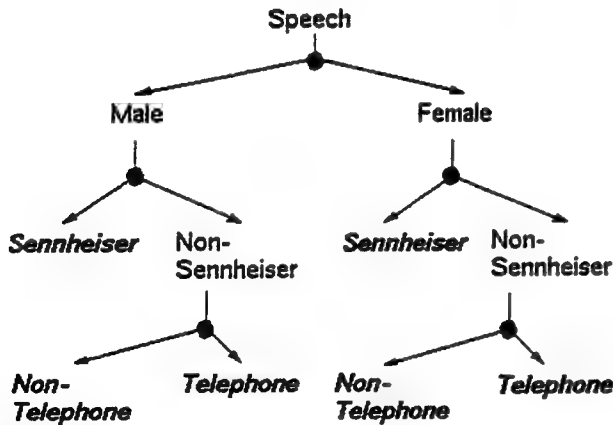 Speech
Male
Female
Sennheiser
Non-
Sennheiser
Sennheiser
Non-
Sennheiser
Non-
Telephone
Telephone
Non-
Telephone
Telephone